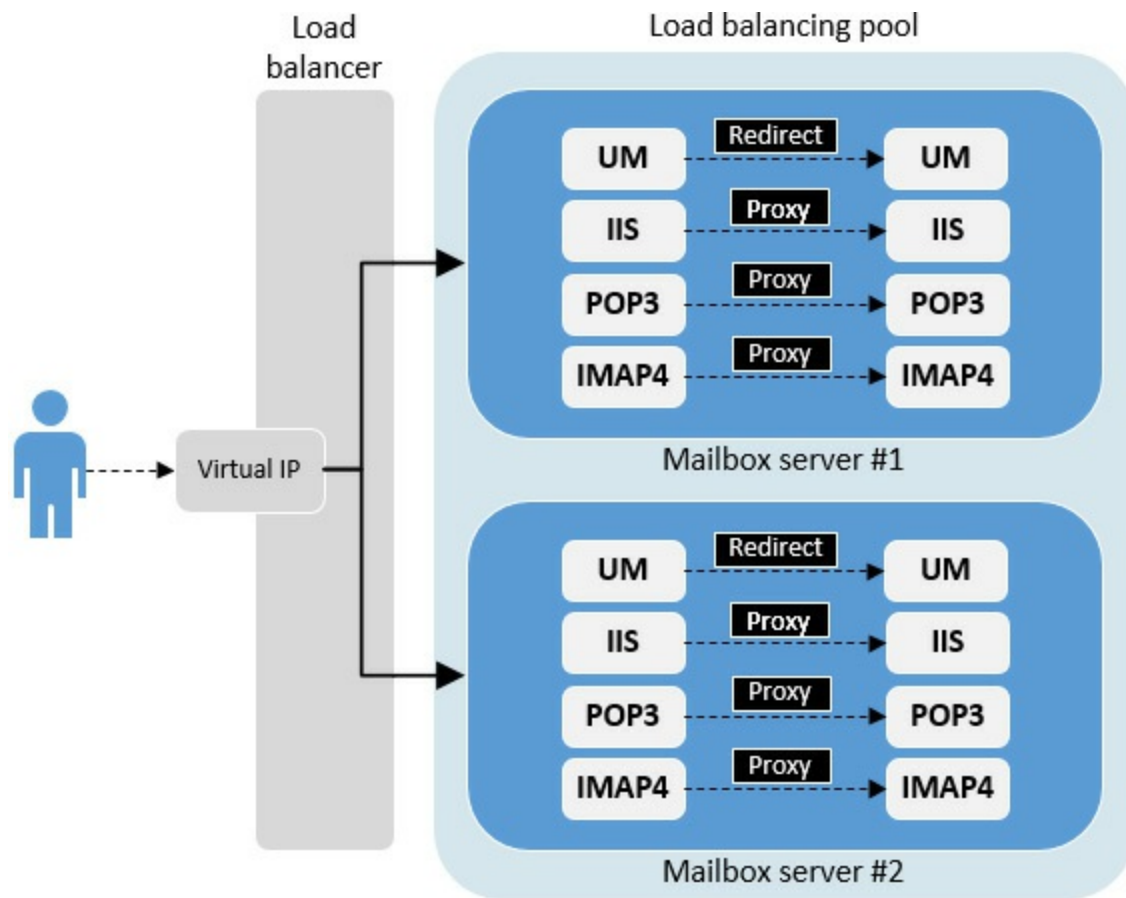 Load
balancer
Load balancing pool
UM
Redirect
UM
IIS
Proxy
IIS
POP3
Proxy
POP3
IMAP4
Proxy
IMAP4
Mailbox server #1
Virtual IP
UM
Redirect
UM
IIS
Proxy
IIS
POP3
Proxy
POP3
IMAP4
Proxy
IMAP4
Mailbox server #2